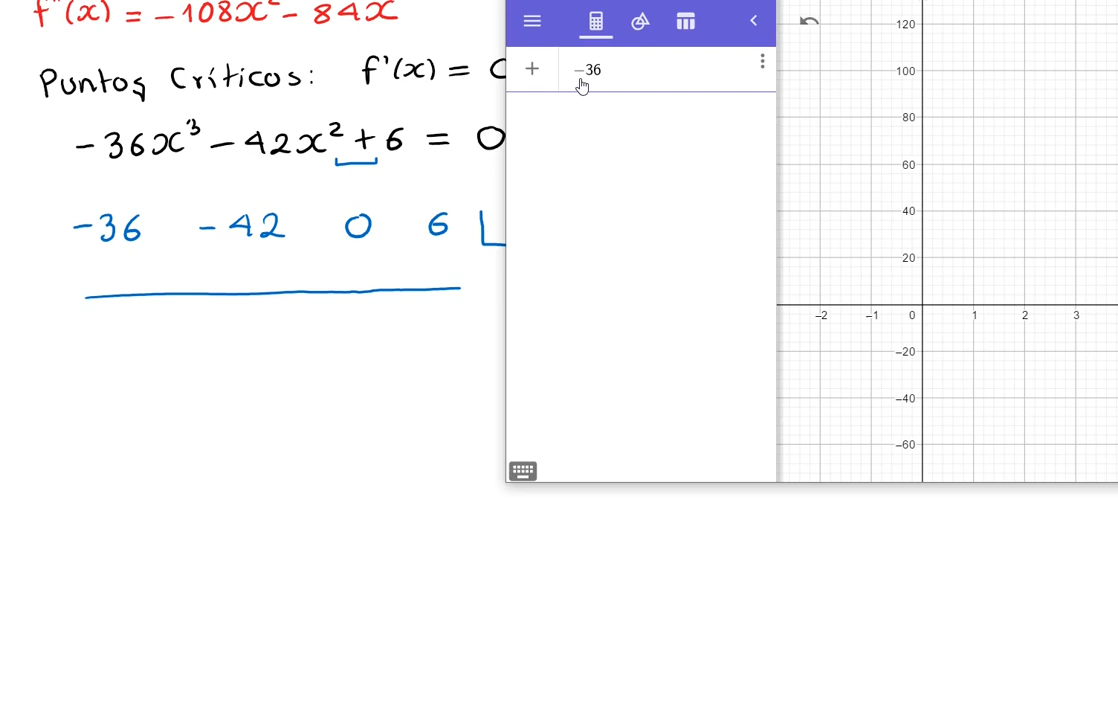 f''(x) = -108x² - 84x
Puntos Críticos: f'(x) =
-36x³ - 42x² + 6 = 0
-36 -42 0 6
−36
120
100
80
60
40
20
−2 −1 0 1 2 3
−20
−40
−60